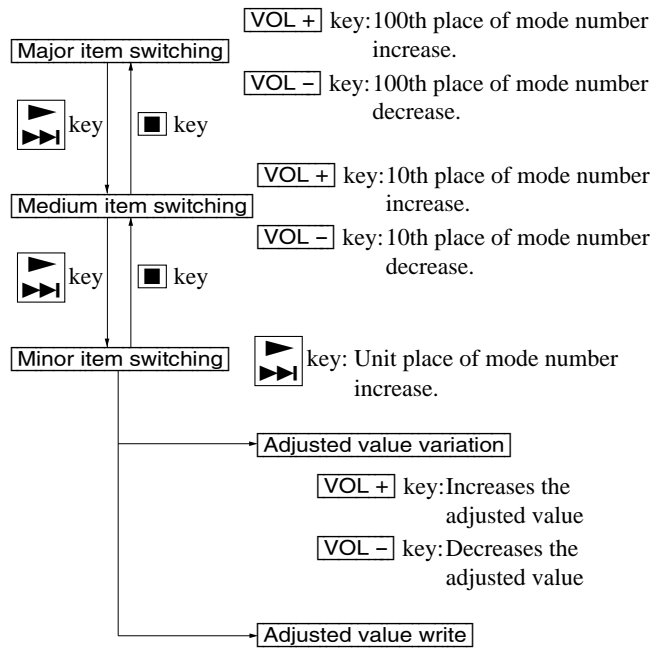 Major item switching
VOL + key: 100th place of mode number
increase.
VOL – key: 100th place of mode number
decrease.
key
key
Medium item switching
VOL + key: 10th place of mode number
increase.
VOL – key: 10th place of mode number
decrease.
key
key
Minor item switching
key: Unit place of mode number
increase.
Adjusted value variation
VOL + key: Increases the
adjusted value
VOL – key: Decreases the
adjusted value
Adjusted value write